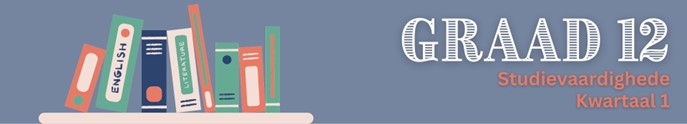 ENGLISH
LITERATURE
GRAAD 12
Studievaardighede
Kwartaal 1